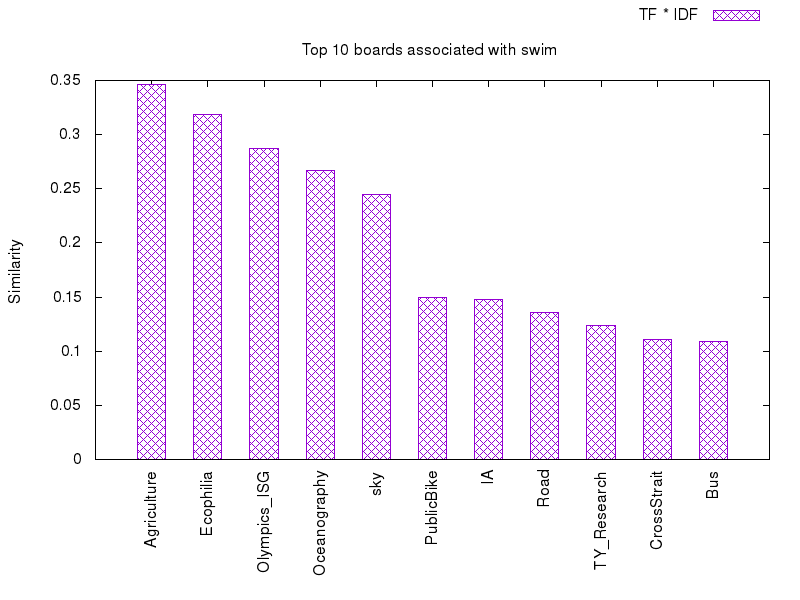 TF * IDF
Top 10 boards associated with swim
Similarity
0.35
0.3
0.25
0.2
0.15
0.1
0.05
0
Agriculture
Ecophilia
Olympics_ISG
Oceanography
sky
PublicBike
IA
Road
TY_Research
CrossStrait
Bus